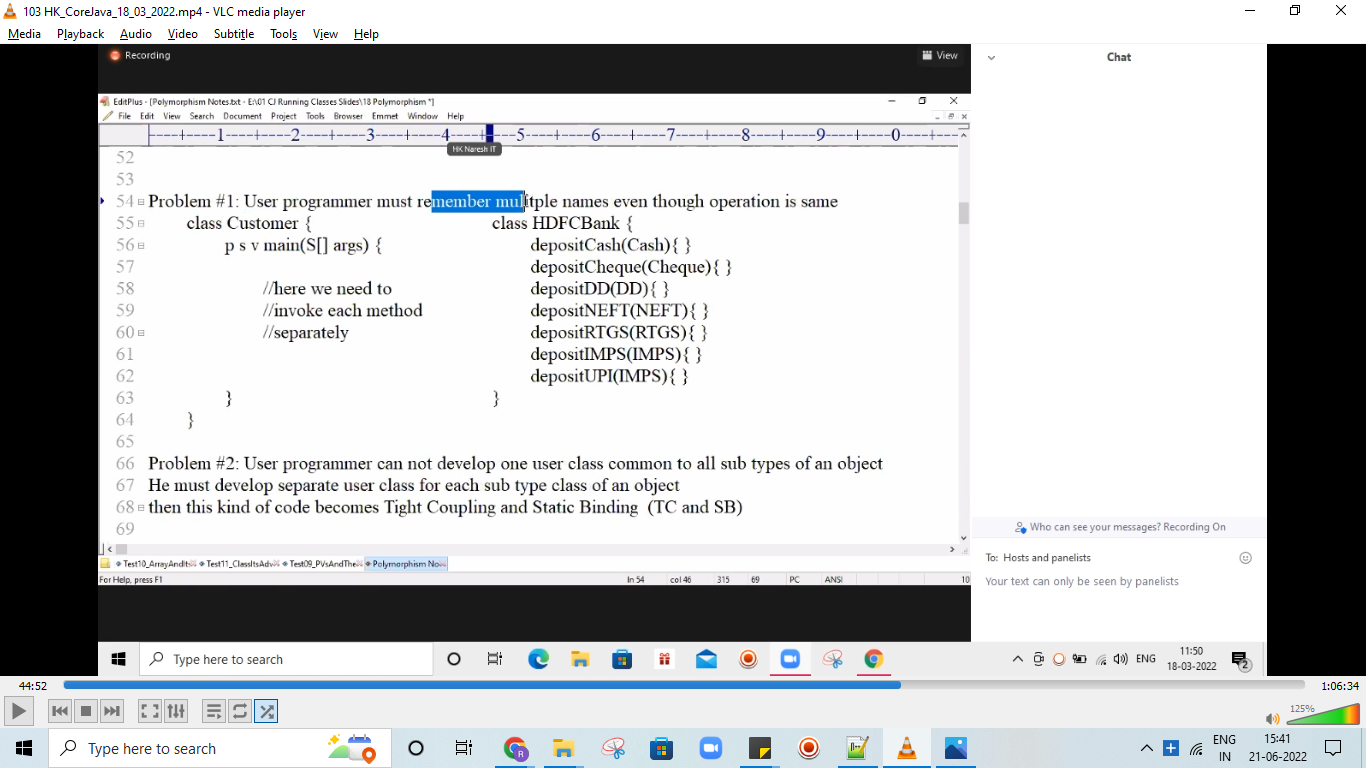 103 HK_CoreJava_18_03_2022.mp4 - VLC media player
Media Playback Audio Video Subtitle Tools View Help
Recording
View
Chat
EditPlus - [Polymorphism Notes.txt - E:\01 CJ Running Classes Slides\18 Polymorphism *]
File Edit View Search Document Project Tools Browser Emmet Window Help
----+----1----+----2----+----3----+----4----+----5----+----6----+----7----+----8----+----9----+----0----+--
HK Naresh IT
52
53
54 Problem #1: User programmer must remember mulitple names even though operation is same
55 class Customer { class HDFCBank {
56 p s v main(S[] args) { depositCash(Cash){ }
57 depositCheque(Cheque){ }
58 //here we need to depositDD(DD){ }
59 //invoke each method depositNEFT(NEFT){ }
60 //separately depositRTGS(RTGS){ }
61 depositIMPS(IMPS){ }
62 depositUPI(IMPS){ }
63 } }
64 }
65
66 Problem #2: User programmer can not develop one user class common to all sub types of an object
67 He must develop separate user class for each sub type class of an object
68 then this kind of code becomes Tight Coupling and Static Binding (TC and SB)
69
Test10_ArrayAndIts Test11_ClassItsAdv Test09_PVsAndThe Polymorphism No
For Help, press F1 ln 54 col 46 315 69 PC ANSI 10
Who can see your messages? Recording On
To: Hosts and panelists
Your text can only be seen by panelists
Type here to search
ENG
11:50
18-03-2022
2
44:52
1:06:34
125%
Type here to search
R
ENG
IN
15:41
21-06-2022